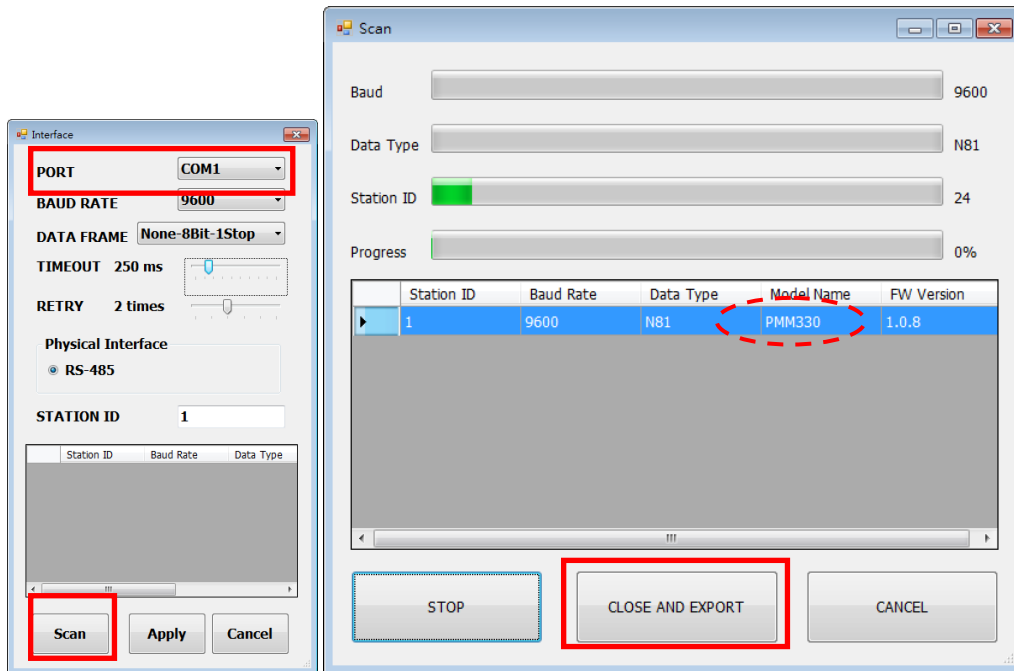 Interface
PORT COM1
BAUD RATE 9600
DATA FRAME None-8Bit-1Stop
TIMEOUT 250 ms
RETRY 2 times
Physical Interface
RS-485
STATION ID 1
Station ID Baud Rate Data Type
Scan Apply Cancel
Scan
Baud 9600
Data Type N81
Station ID 24
Progress 0%
Station ID Baud Rate Data Type Model Name FW Version
1 9600 N81 PMM330 1.0.8
STOP CLOSE AND EXPORT CANCEL